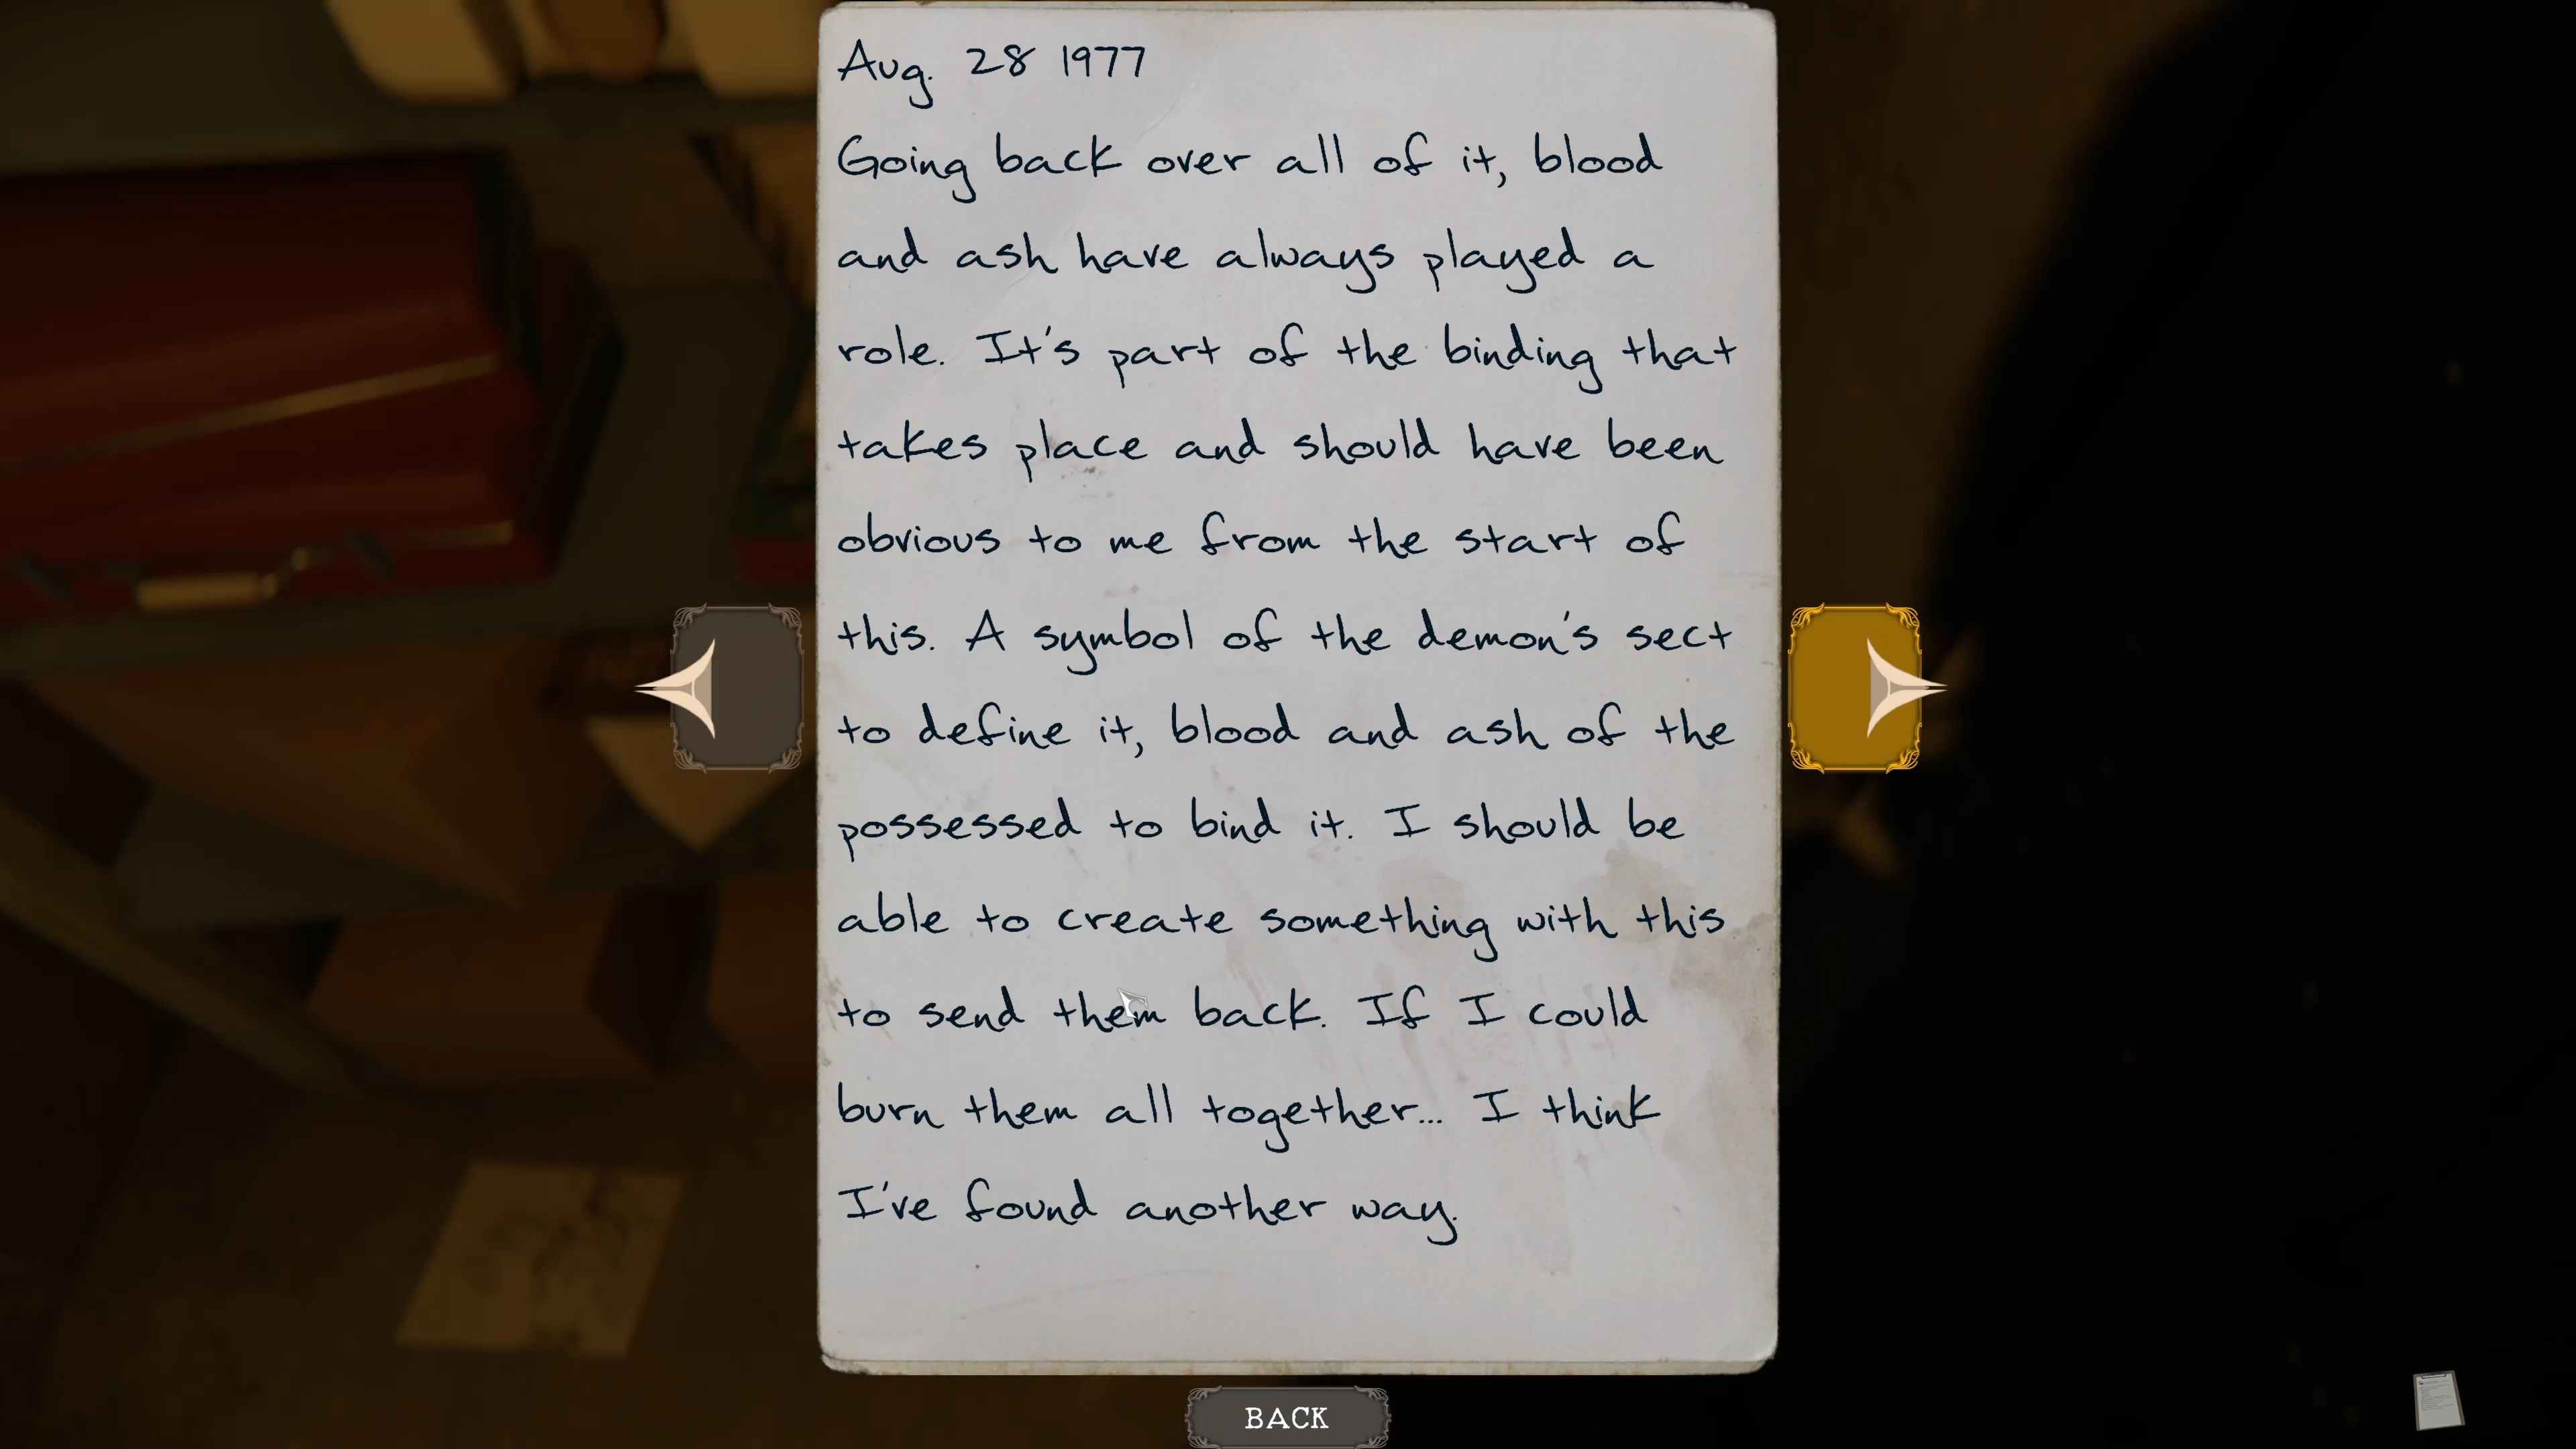 Aug. 28 1977
Going back over all of it, blood
and ash have always played a
role. It's part of the binding that
takes place and should have been
obvious to me from the start of
this. A symbol of the demon's sect
to define it, blood and ash of the
possessed to bind it. I should be
able to create something with this
to send them back. If I could
burn them all together... I think
I've found another way.
BACK